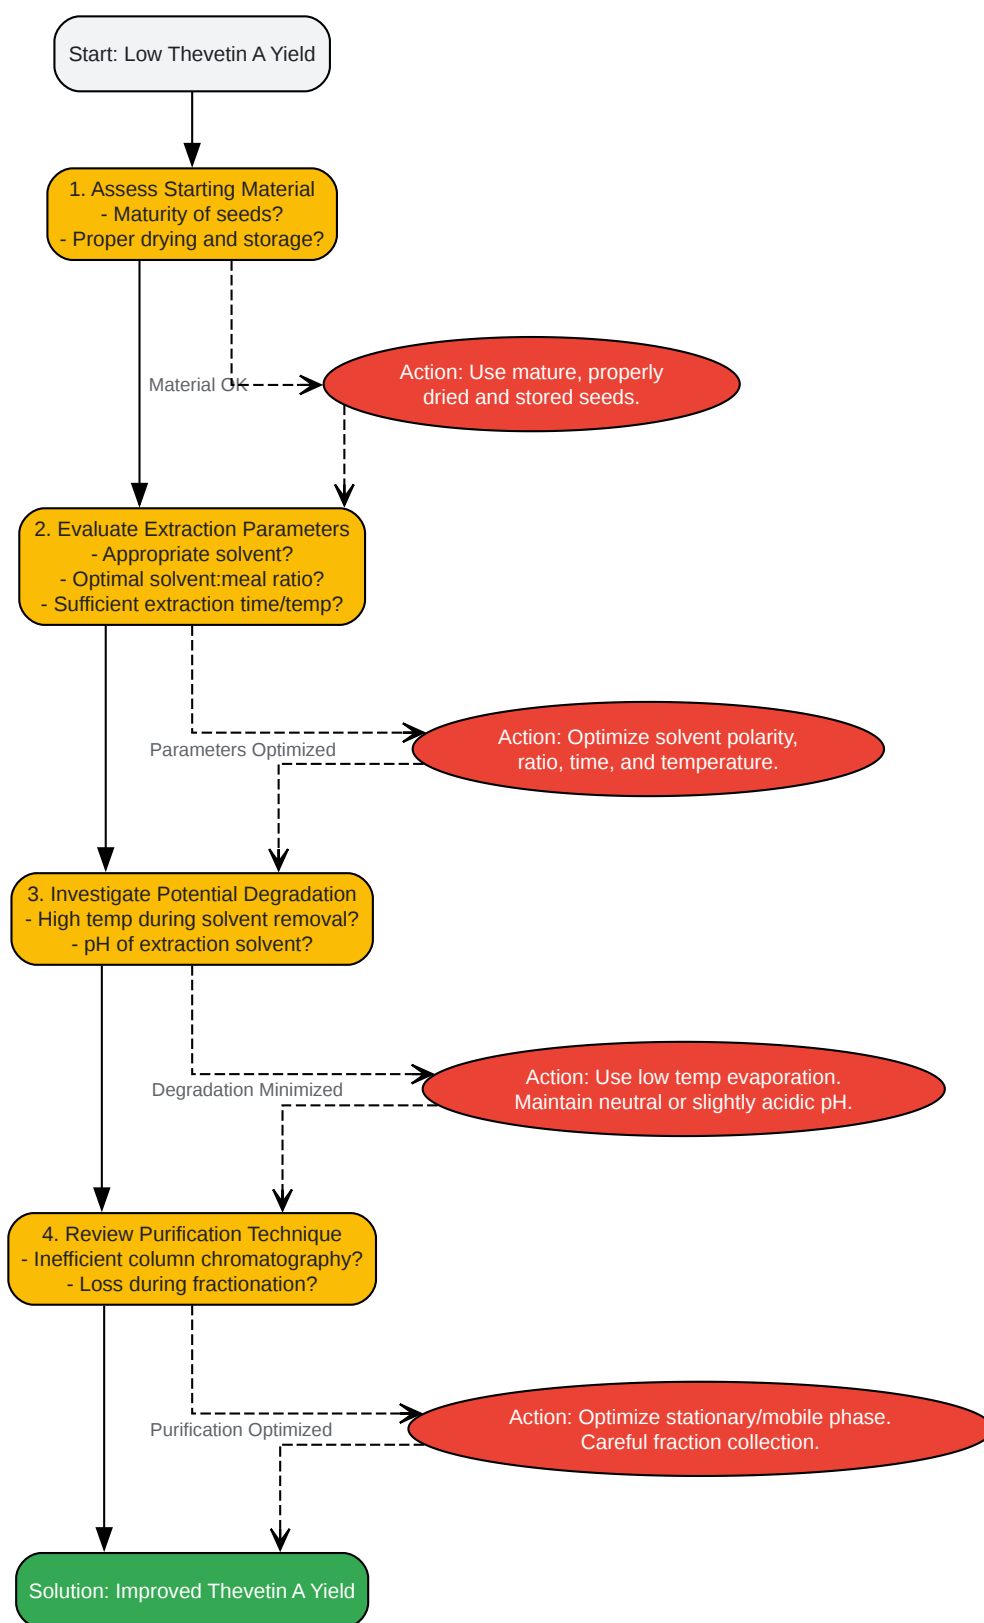 Start: Low Thevetin A Yield
1. Assess Starting Material
- Maturity of seeds?
- Proper drying and storage?
Material OK
Action: Use mature, properly
dried and stored seeds.
2. Evaluate Extraction Parameters
- Appropriate solvent?
- Optimal solvent:meal ratio?
- Sufficient extraction time/temp?
Parameters Optimized
Action: Optimize solvent polarity,
ratio, time, and temperature.
3. Investigate Potential Degradation
- High temp during solvent removal?
- pH of extraction solvent?
Degradation Minimized
Action: Use low temp evaporation.
Maintain neutral or slightly acidic pH.
4. Review Purification Technique
- Inefficient column chromatography?
- Loss during fractionation?
Purification Optimized
Action: Optimize stationary/mobile phase.
Careful fraction collection.
Solution: Improved Thevetin A Yield